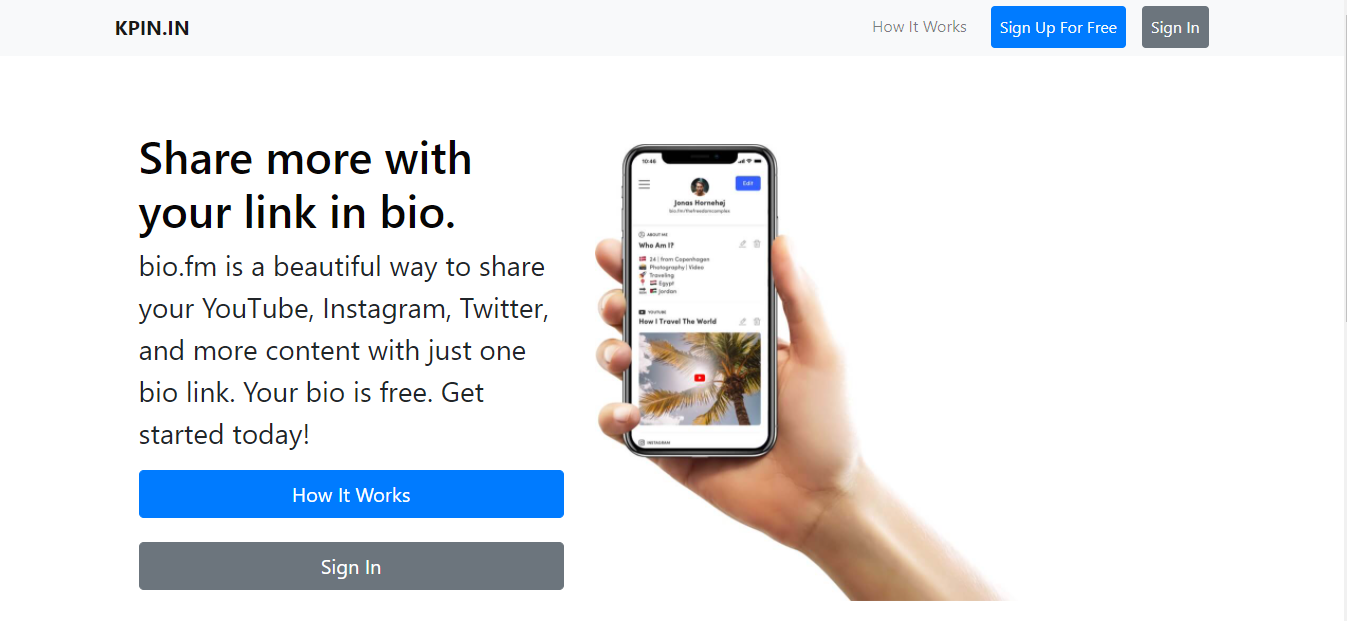 KPIN.IN
How It Works
Sign Up For Free
Sign In
Share more with
your link in bio.
bio.fm is a beautiful way to share
your YouTube, Instagram, Twitter,
and more content with just one
bio link. Your bio is free. Get
started today!
How It Works
Sign In
10:46
Edit
Jonas Hornehøj
bio.fm/thefreedomcomplex
ABOUT ME
Who Am I?
24 | From Copenhagen
Photography | Video
Traveling
Egypt
Jordan
YOUTUBE
How I Travel The World
INSTAGRAM